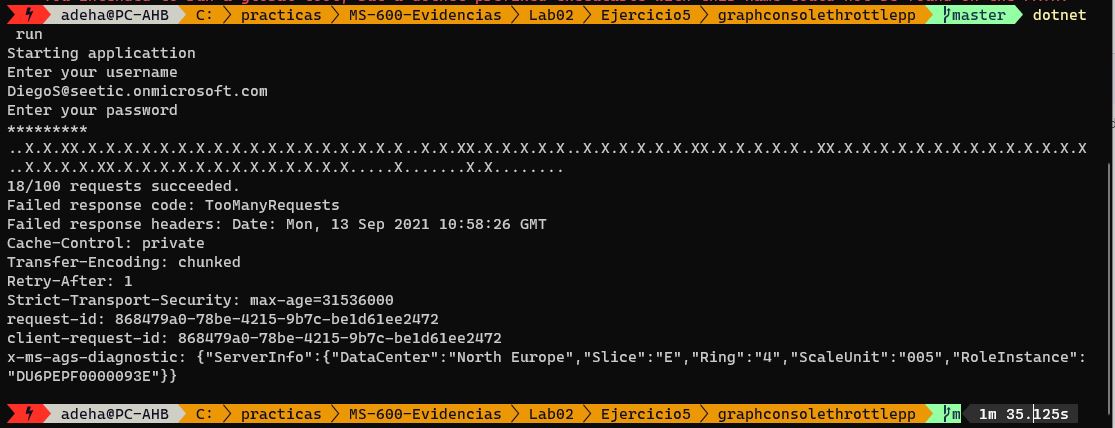 adeha@PC-AHB C: practicas MS-600-Evidencias Lab02 Ejercicio5 graphconsolethrottlepp master dotnet
run
Starting applicattion
Enter your username
DiegoS@seetic.onmicrosoft.com
Enter your password
*********
..X.X.XX.X.X.X.X.X.X.X.X.X.X.X.X.X.X.X.X.X.X..X.X.XX.X.X.X.X.X..X.X.X.X.X.X.XX.X.X.X.X.X..XX.X.X.X.X.X.X.X.X.X.X.X.X.X.X
..X.X.X.X.XX.X.X.X.X.X.X.X.X.X.X.X.X.X.....X.......X.X........
18/100 requests succeeded.
Failed response code: TooManyRequests
Failed response headers: Date: Mon, 13 Sep 2021 10:58:26 GMT
Cache-Control: private
Transfer-Encoding: chunked
Retry-After: 1
Strict-Transport-Security: max-age=31536000
request-id: 868479a0-78be-4215-9b7c-be1d61ee2472
client-request-id: 868479a0-78be-4215-9b7c-be1d61ee2472
x-ms-ags-diagnostic: {"ServerInfo":{"DataCenter":"North Europe","Slice":"E","Ring":"4","ScaleUnit":"005","RoleInstance":
"DU6PEPF0000093E"}}
adeha@PC-AHB C: practicas MS-600-Evidencias Lab02 Ejercicio5 graphconsolethrottlepp m 1m 35.125s